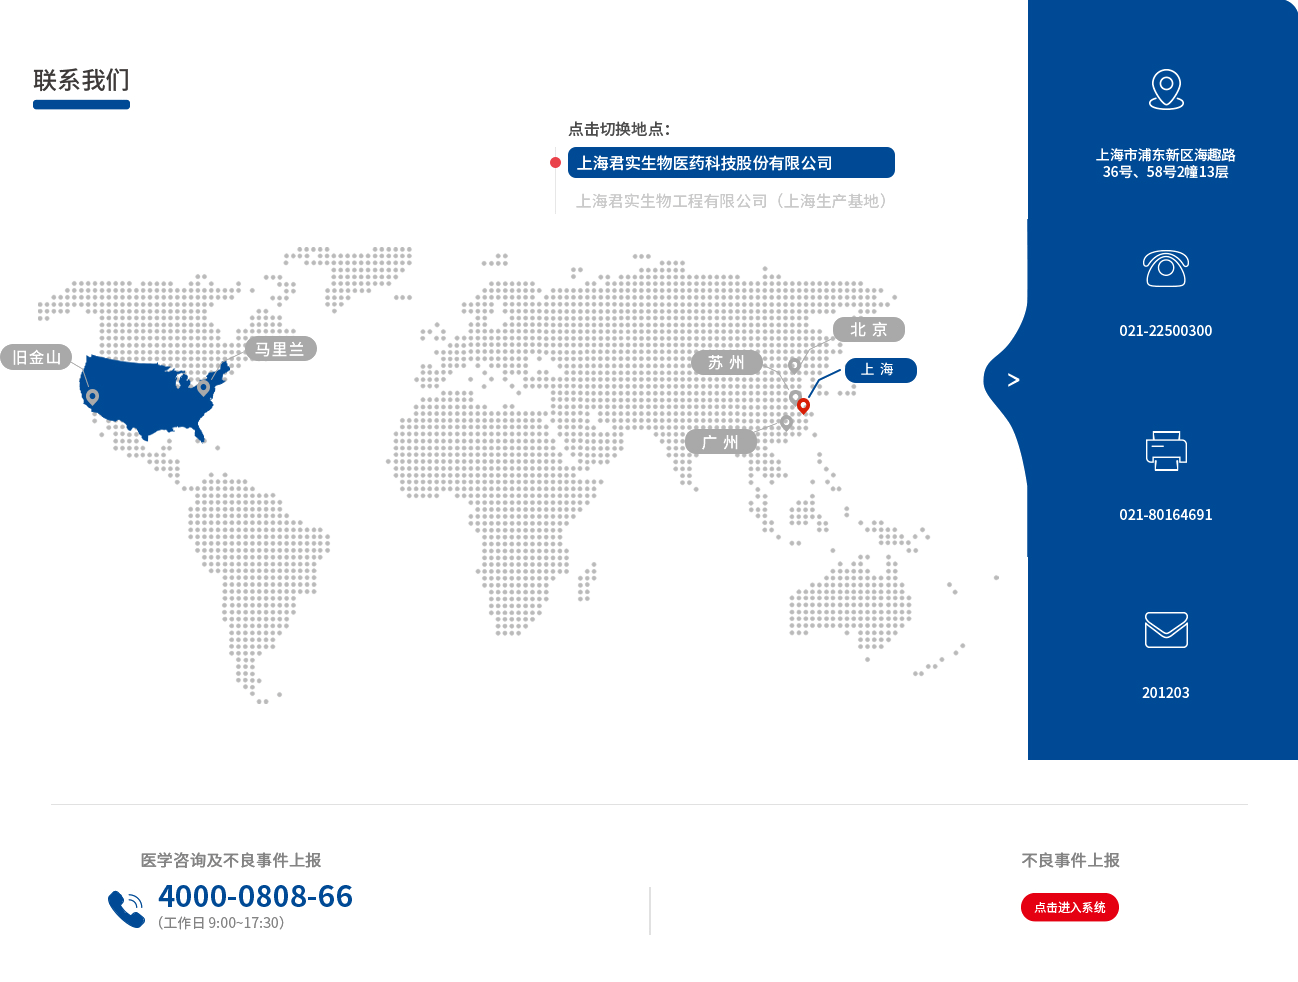 联系我们
点击切换地点：
上海君实生物医药科技股份有限公司
上海君实生物工程有限公司（上海生产基地）
旧金山
马里兰
北 京
苏 州
上 海
广 州
上海市浦东新区海趣路
36号、58号2幢13层
021-22500300
>
021-80164691
201203
医学咨询及不良事件上报
4000-0808-66
（工作日 9:00~17:30）
不良事件上报
点击进入系统